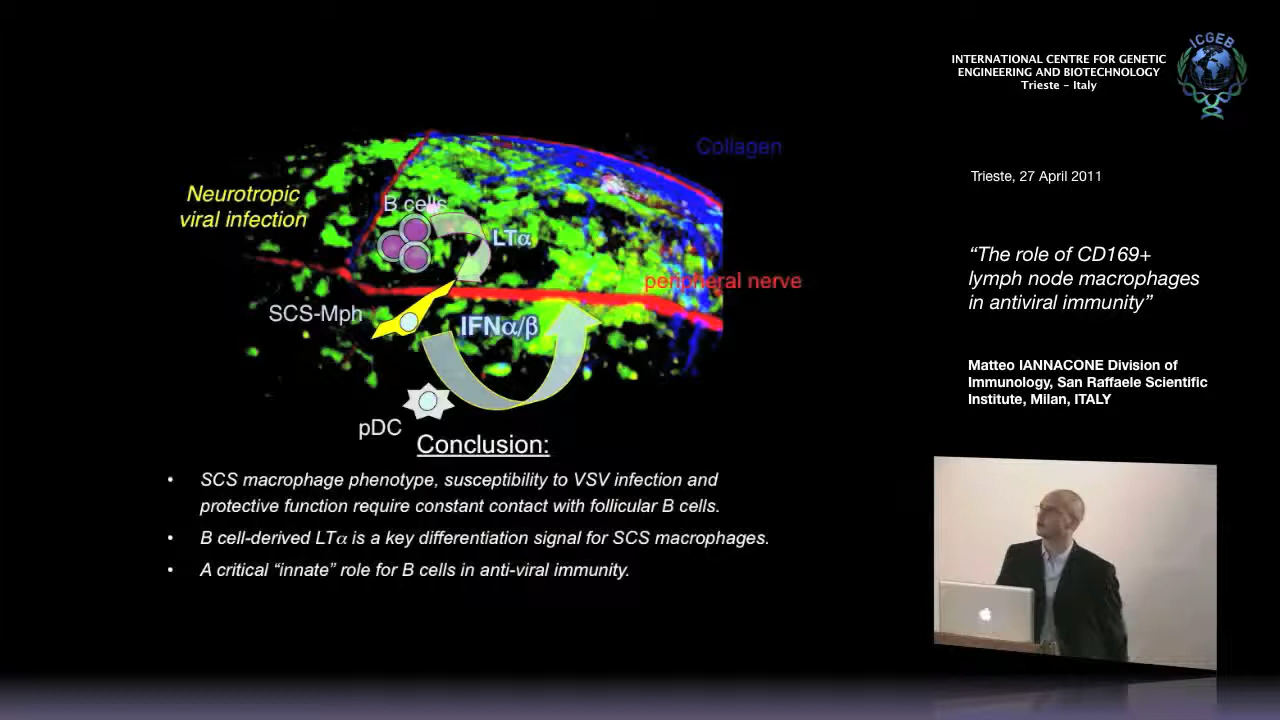 ICGEB
INTERNATIONAL CENTRE FOR GENETIC
ENGINEERING AND BIOTECHNOLOGY
Trieste – Italy
Trieste, 27 April 2011
“The role of CD169+
lymph node macrophages
in antiviral immunity”
Matteo IANNACONE Division of
Immunology, San Raffaele Scientific
Institute, Milan, ITALY
Collagen
Neurotropic
viral infection
B cells
LTα
peripheral nerve
SCS-Mph
IFNα/β
pDC
Conclusion:
• SCS macrophage phenotype, susceptibility to VSV infection and
protective function require constant contact with follicular B cells.
• B cell-derived LTα is a key differentiation signal for SCS macrophages.
• A critical “innate” role for B cells in anti-viral immunity.